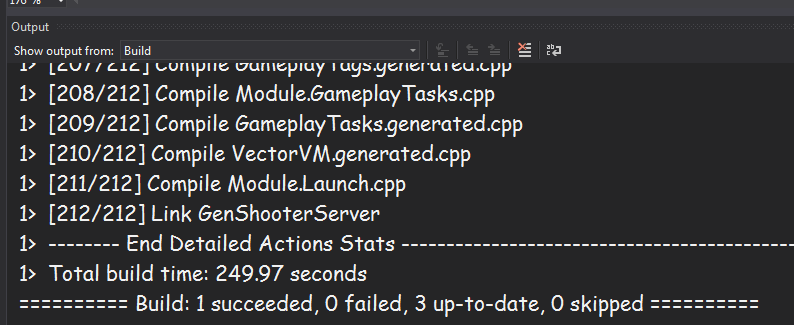 170 %
Output
Show output from: Build
1> [207/212] Compile GameplayTags.generated.cpp
1> [208/212] Compile Module.GameplayTasks.cpp
1> [209/212] Compile GameplayTasks.generated.cpp
1> [210/212] Compile VectorVM.generated.cpp
1> [211/212] Compile Module.Launch.cpp
1> [212/212] Link GenShooterServer
1> -------- End Detailed Actions Stats -----------------------------------------------------------
1> Total build time: 249.97 seconds
========== Build: 1 succeeded, 0 failed, 3 up-to-date, 0 skipped ==========